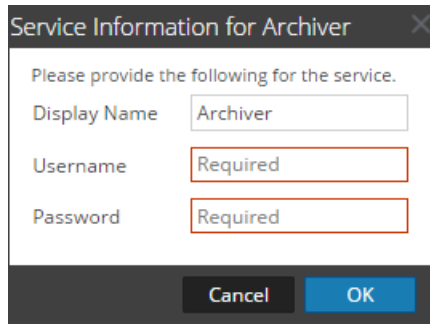 Service Information for Archiver
Please provide the following for the service.
Display Name Archiver
Username Required
Password Required
Cancel OK